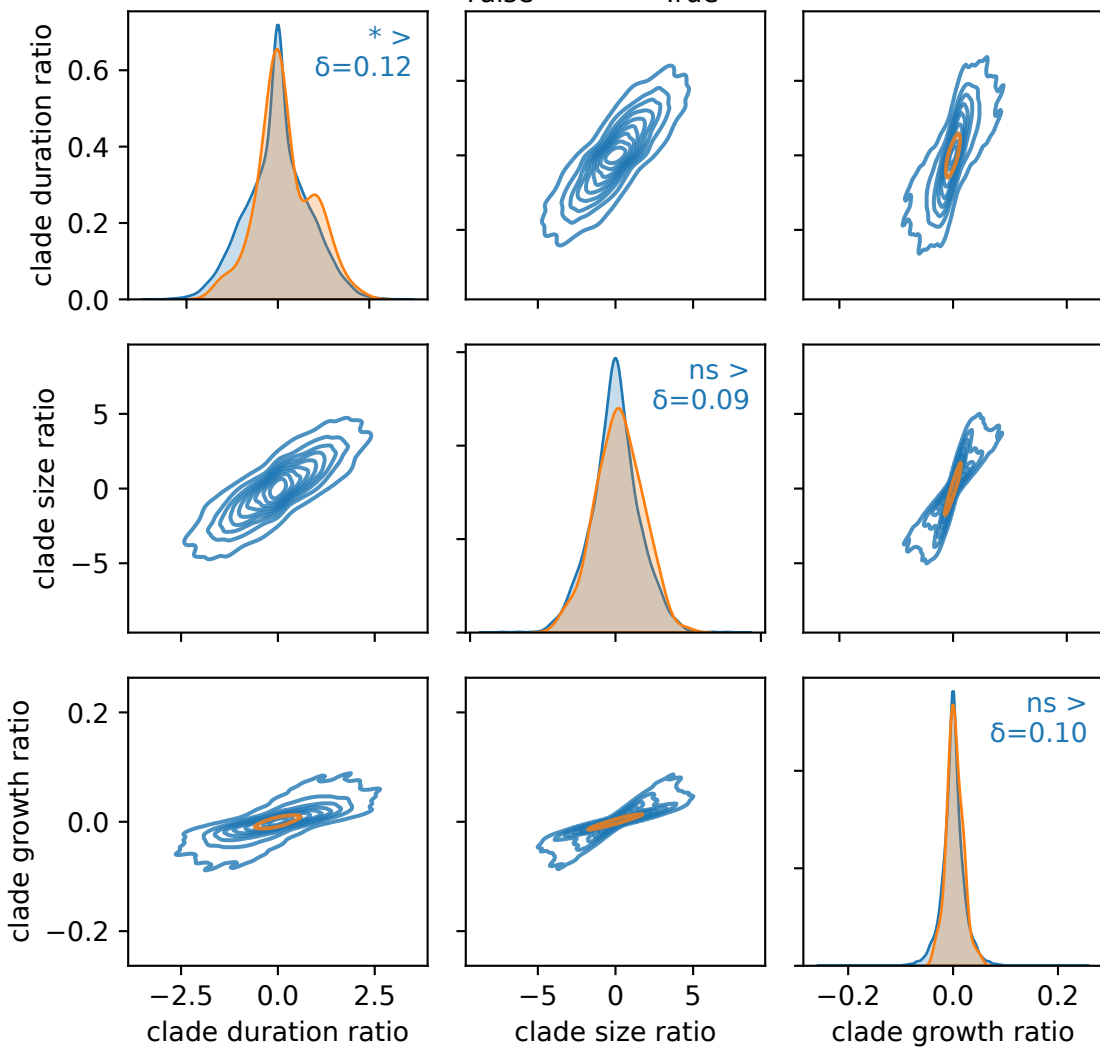 clade duration ratio
0.6
0.4
0.2
0.0
* >
δ=0.12
clade size ratio
5
0
−5
ns >
δ=0.09
clade growth ratio
0.2
0.0
−0.2
ns >
δ=0.10
−2.5 0.0 2.5
−5 0 5
−0.2 0.0 0.2
clade duration ratio
clade size ratio
clade growth ratio